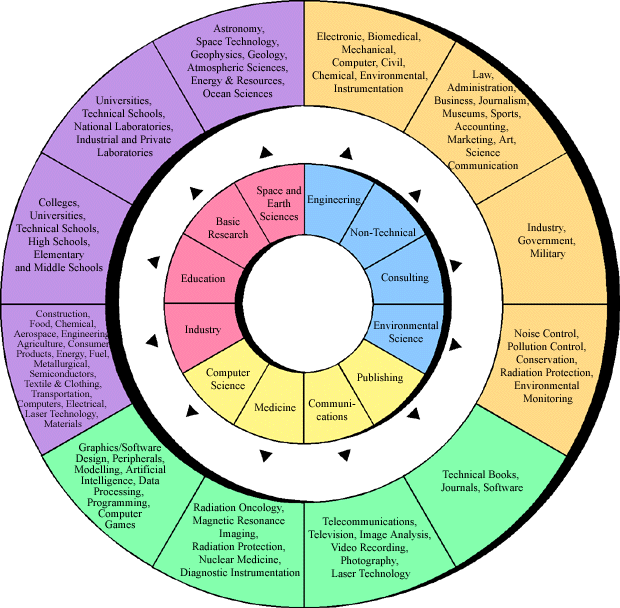 Astronomy,
Space Technology,
Geophysics, Geology,
Atmospheric Sciences,
Energy & Resources,
Ocean Sciences
Electronic, Biomedical,
Mechanical,
Computer, Civil,
Chemical, Environmental,
Instrumentation
Law,
Administration,
Business, Journalism,
Museums, Sports,
Accounting,
Marketing, Art,
Science
Communication
Industry,
Government,
Military
Noise Control,
Pollution Control,
Conservation,
Radiation Protection,
Environmental
Monitoring
Technical Books,
Journals, Software
Telecommunications,
Television, Image Analysis,
Video Recording,
Photography,
Laser Technology
Radiation Oncology,
Magnetic Resonance
Imaging,
Radiation Protection,
Nuclear Medicine,
Diagnostic Instrumentation
Graphics/Software
Design, Peripherals,
Modelling, Artificial
Intelligence, Data
Processing,
Programming,
Computer
Games
Construction,
Food, Chemical,
Aerospace, Engineering,
Agriculture, Consumer
Products, Energy, Fuel,
Metallurgical,
Semiconductors,
Textile & Clothing,
Transportation,
Computers, Electrical,
Laser Technology,
Materials
Colleges,
Universities,
Technical Schools,
High Schools,
Elementary
and Middle Schools
Universities,
Technical Schools,
National Laboratories,
Industrial and Private
Laboratories
Space and
Earth
Sciences
Engineering
Non-Technical
Consulting
Environmental
Science
Publishing
Communi-
cations
Medicine
Computer
Science
Industry
Education
Basic
Research